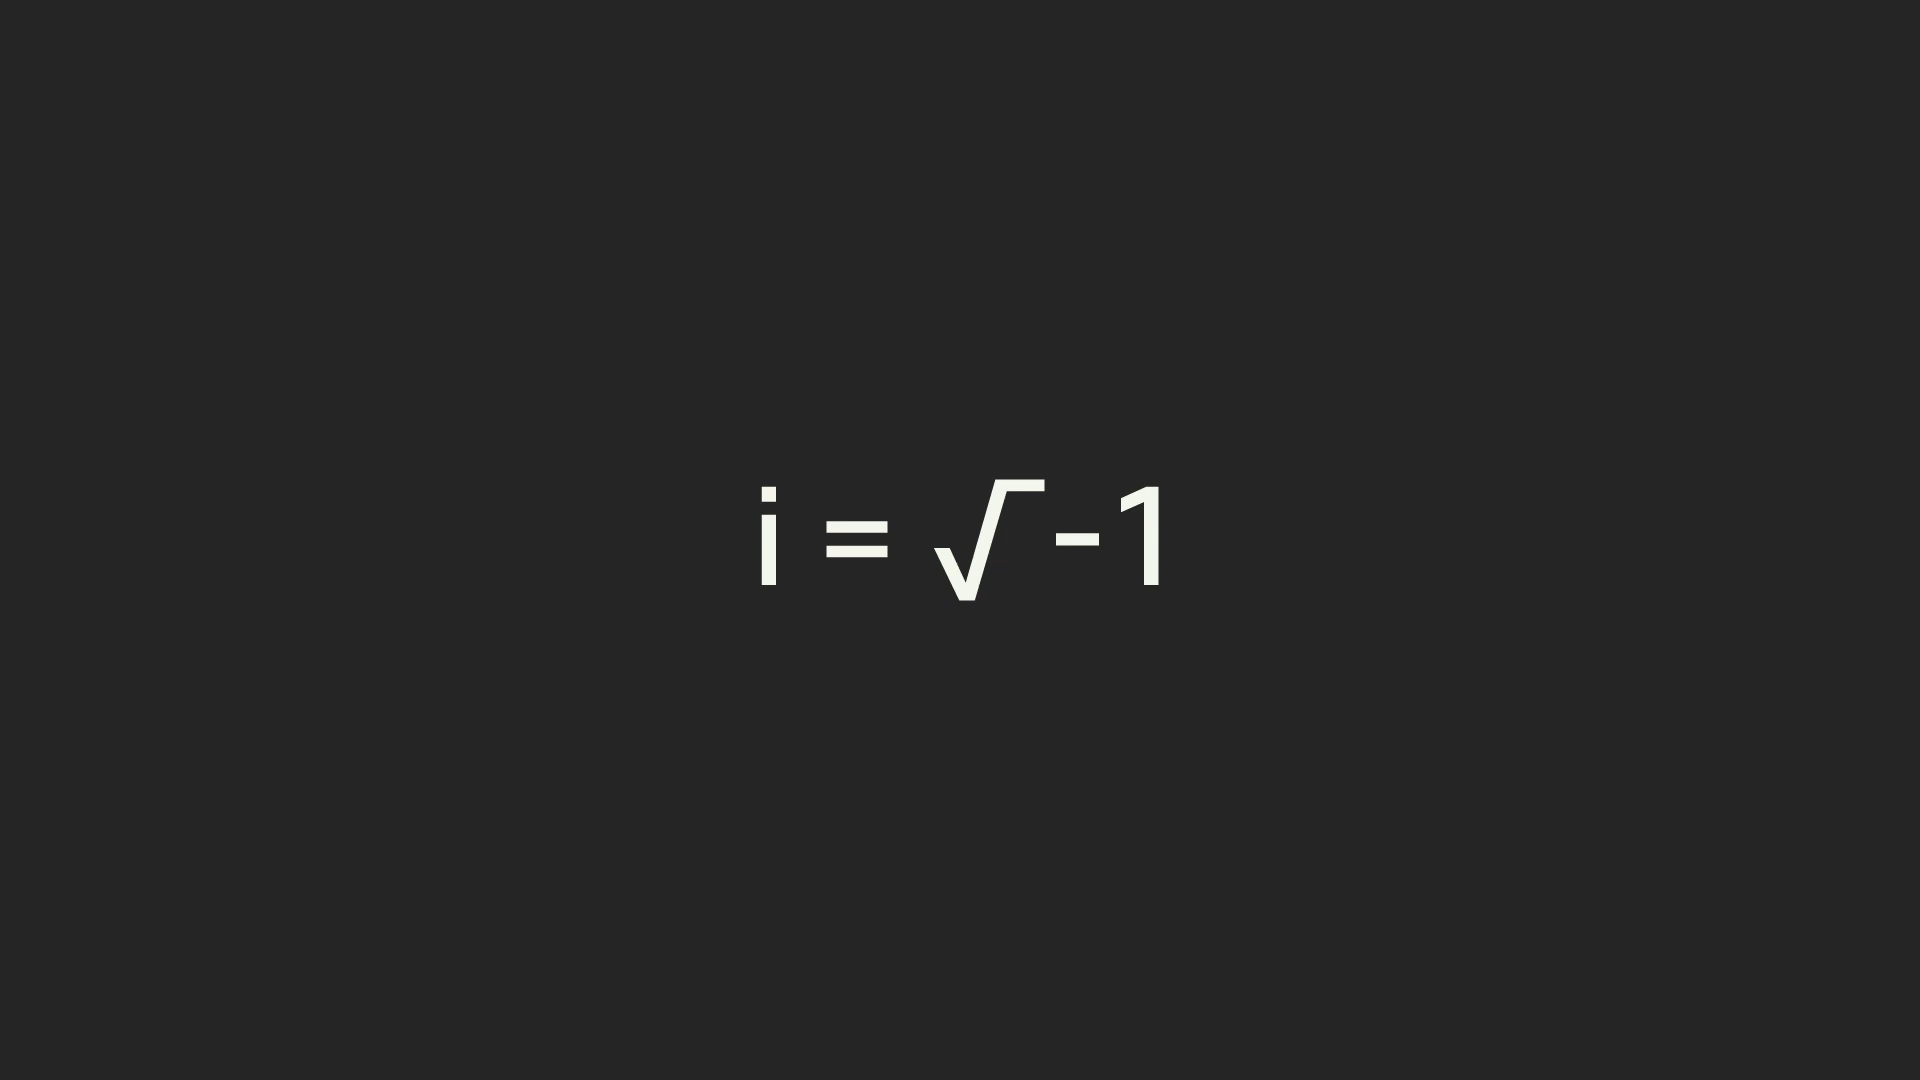 i = √-1